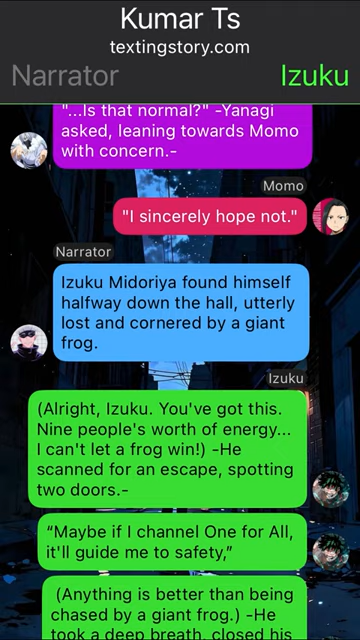 Kumar Ts
textingstory.com
Narrator
Izuku
"...Is that normal?" -Yanagi
asked, leaning towards Momo
with concern.-
Momo
"I sincerely hope not."
Narrator
Izuku Midoriya found himself
halfway down the hall, utterly
lost and cornered by a giant
frog.
Izuku
(Alright, Izuku. You've got this.
Nine people's worth of energy...
I can't let a frog win!) -He
scanned for an escape, spotting
two doors.-
“Maybe if I channel One for All,
it'll guide me to safety,”
(Anything is better than being
chased by a giant frog.) -He
took a deep breath, closed his